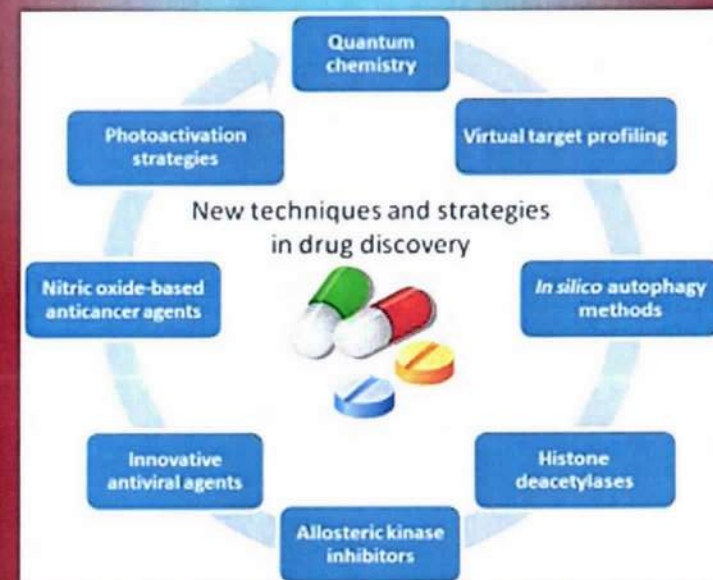 Quantum
chemistry
Virtual target profiling
In silico autophagy
methods
Histone
deacetylases
Allosteric kinase
inhibitors
Innovative
antiviral agents
Nitric oxide-based
anticancer agents
Photoactivation
strategies
New techniques and strategies
in drug discovery